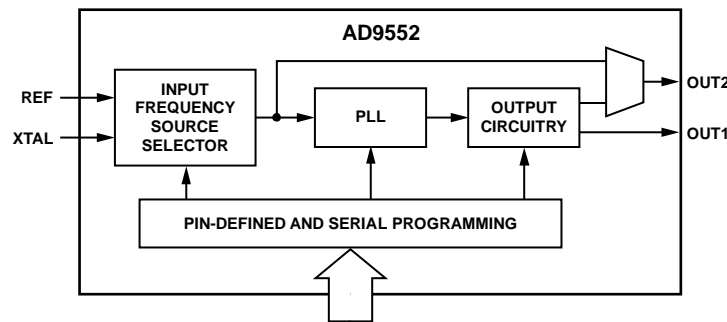 AD9552
REF
XTAL
INPUT
FREQUENCY
SOURCE
SELECTOR
PLL
OUTPUT
CIRCUITRY
OUT2
OUT1
PIN-DEFINED AND SERIAL PROGRAMMING